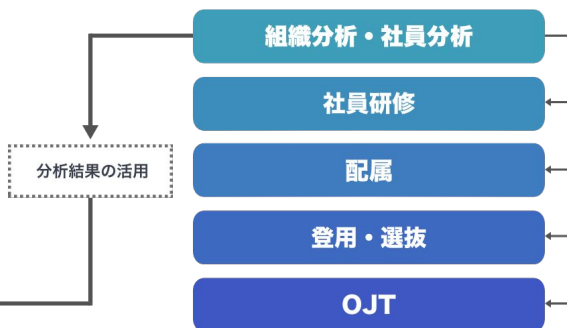 組織分析・社員分析
社員研修
分析結果の活用
配属
登用・選抜
OJT